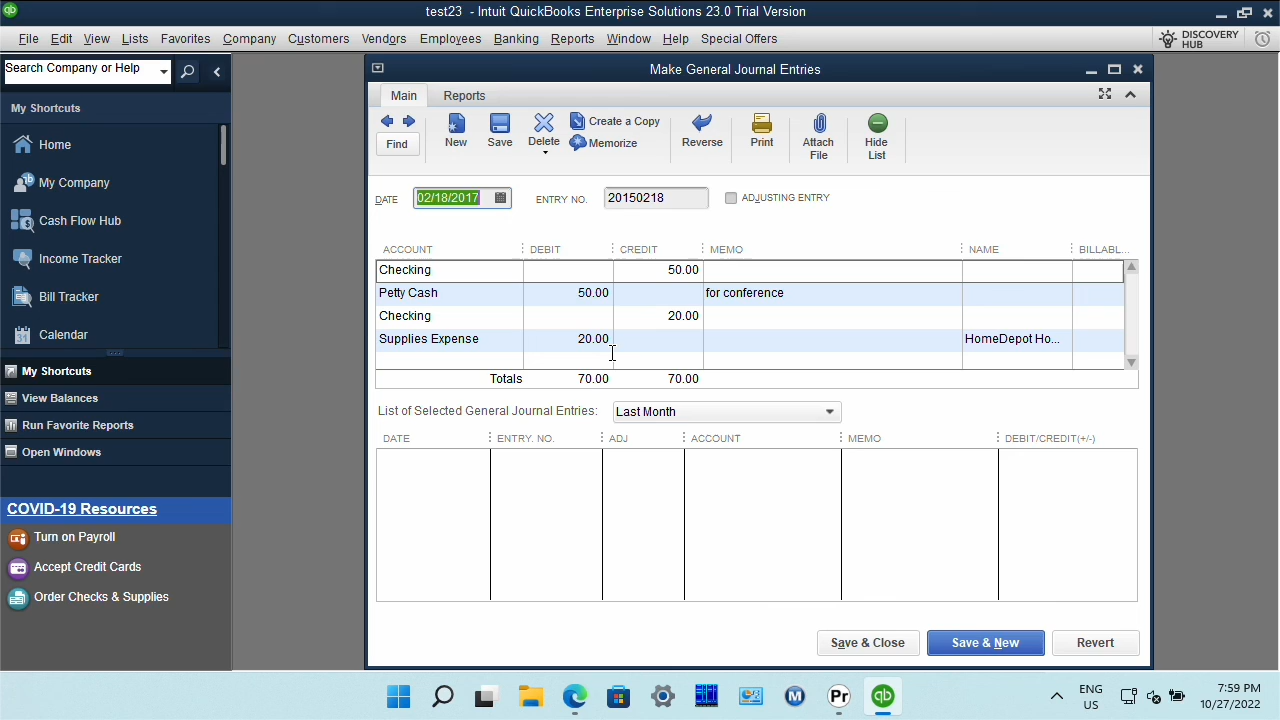 test23 - Intuit QuickBooks Enterprise Solutions 23.0 Trial Version
File Edit View Lists Favorites Company Customers Vendors Employees Banking Reports Window Help Special Offers
DISCOVERY HUB
Search Company or Help
My Shortcuts
Home
My Company
Cash Flow Hub
Income Tracker
Bill Tracker
Calendar
My Shortcuts
View Balances
Run Favorite Reports
Open Windows
COVID-19 Resources
Turn on Payroll
Accept Credit Cards
Order Checks & Supplies
Make General Journal Entries
Main Reports
Find New Save Delete Create a Copy Memorize Reverse Print Attach File Hide List
DATE 02/18/2017 ENTRY NO. 20150218 ADJUSTING ENTRY
ACCOUNT DEBIT CREDIT MEMO NAME BILLABL...
Checking 50.00
Petty Cash 50.00 for conference
Checking 20.00
Supplies Expense 20.00 HomeDepot Ho...
Totals 70.00 70.00
List of Selected General Journal Entries: Last Month
DATE ENTRY. NO. ADJ ACCOUNT MEMO DEBIT/CREDIT(+/-)
Save & Close Save & New Revert
Pr qb
ENG
US
7:59 PM
10/27/2022